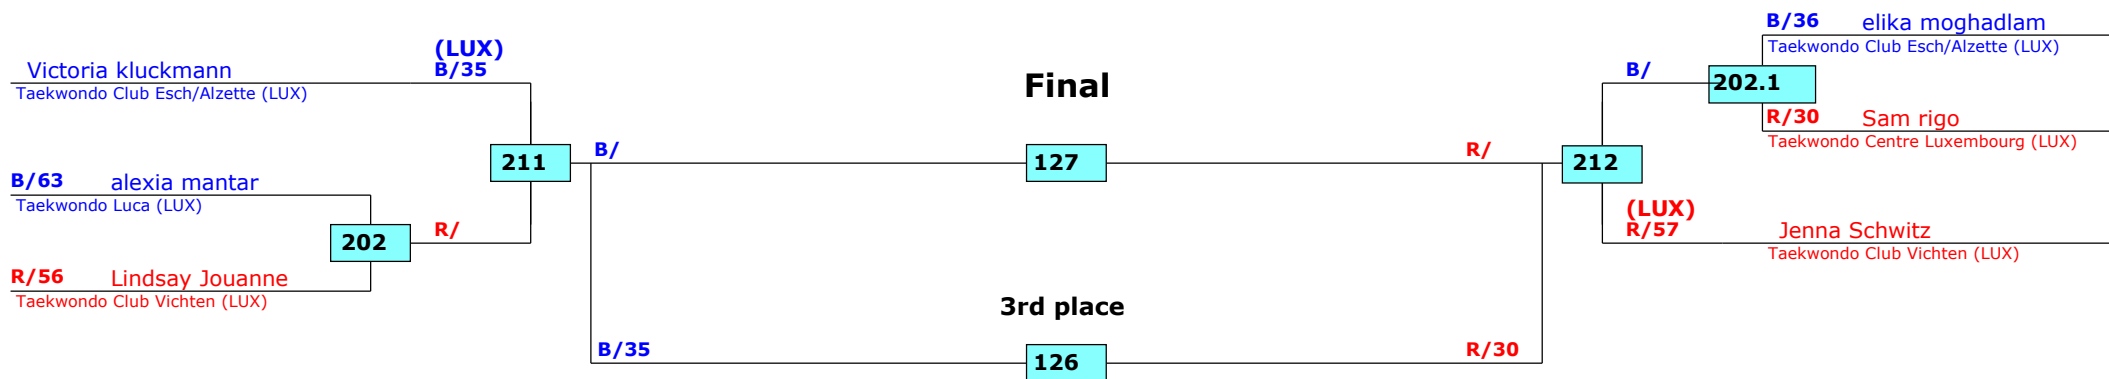 B/36 elika moghadlam
Taekwondo Club Esch/Alzette (LUX)
(LUX)
Victoria kluckmann B/35
Taekwondo Club Esch/Alzette (LUX)
Final
B/
202.1
R/30 Sam rigo
Taekwondo Centre Luxembourg (LUX)
211
B/
127
R/
212
B/63 alexia mantar
Taekwondo Luca (LUX)
202
R/
(LUX)
R/57 Jenna Schwitz
Taekwondo Club Vichten (LUX)
R/56 Lindsay Jouanne
Taekwondo Club Vichten (LUX)
3rd place
B/35
126
R/30